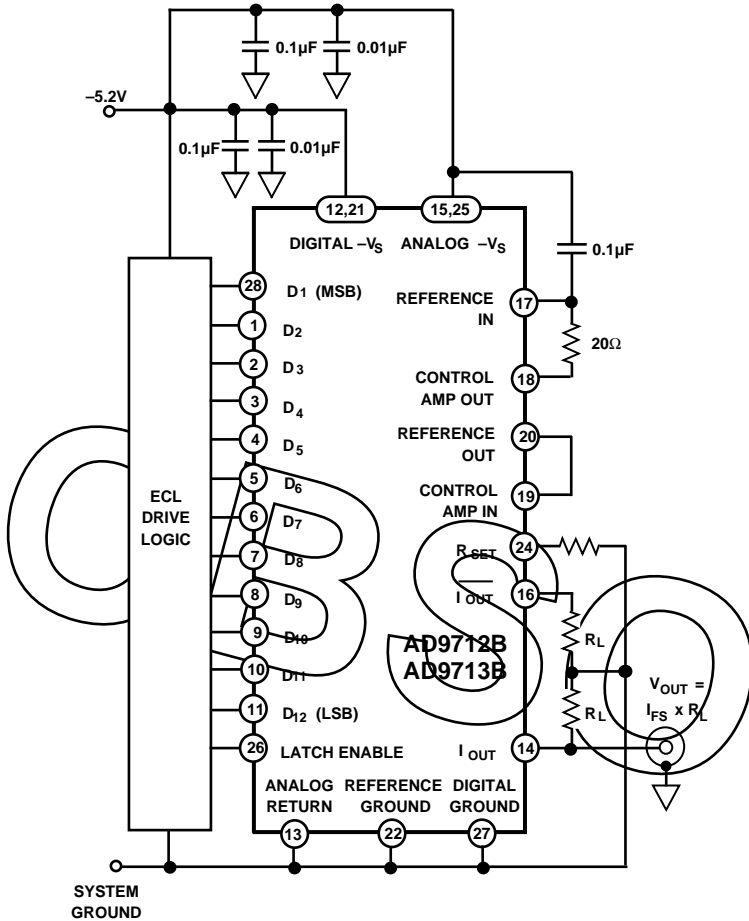 0.1µF
0.01µF
–5.2V
0.1µF
0.01µF
12,21
15,25
DIGITAL –VS
ANALOG –VS
0.1µF
28
D1 (MSB)
REFERENCE
IN
17
1
D2
20Ω
2
D3
CONTROL
AMP OUT
18
3
D4
REFERENCE
OUT
20
4
D5
5
D6
CONTROL
AMP IN
19
ECL
DRIVE
LOGIC
6
D7
RSET
24
7
D8
IOUT
16
8
D9
9
D10
RL
AD9712B
AD9713B
10
D11
VOUT =
IFS x RL
11
D12 (LSB)
RL
26
LATCH ENABLE
IOUT
14
ANALOG
RETURN
REFERENCE
GROUND
DIGITAL
GROUND
13
22
27
SYSTEM
GROUND
OBSO